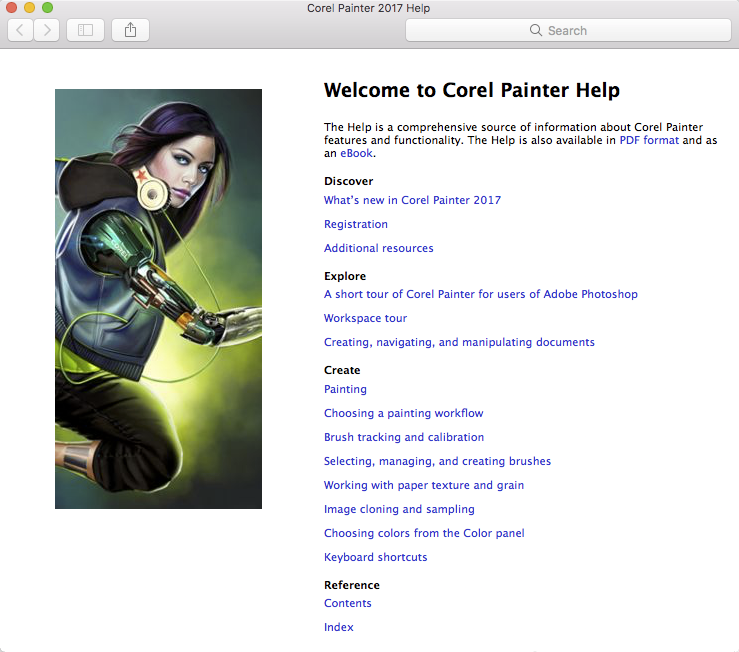 Corel Painter 2017 Help
Search
Welcome to Corel Painter Help
The Help is a comprehensive source of information about Corel Painter
features and functionality. The Help is also available in PDF format and as
an eBook.
Discover
What's new in Corel Painter 2017
Registration
Additional resources
Explore
A short tour of Corel Painter for users of Adobe Photoshop
Workspace tour
Creating, navigating, and manipulating documents
Create
Painting
Choosing a painting workflow
Brush tracking and calibration
Selecting, managing, and creating brushes
Working with paper texture and grain
Image cloning and sampling
Choosing colors from the Color panel
Keyboard shortcuts
Reference
Contents
Index